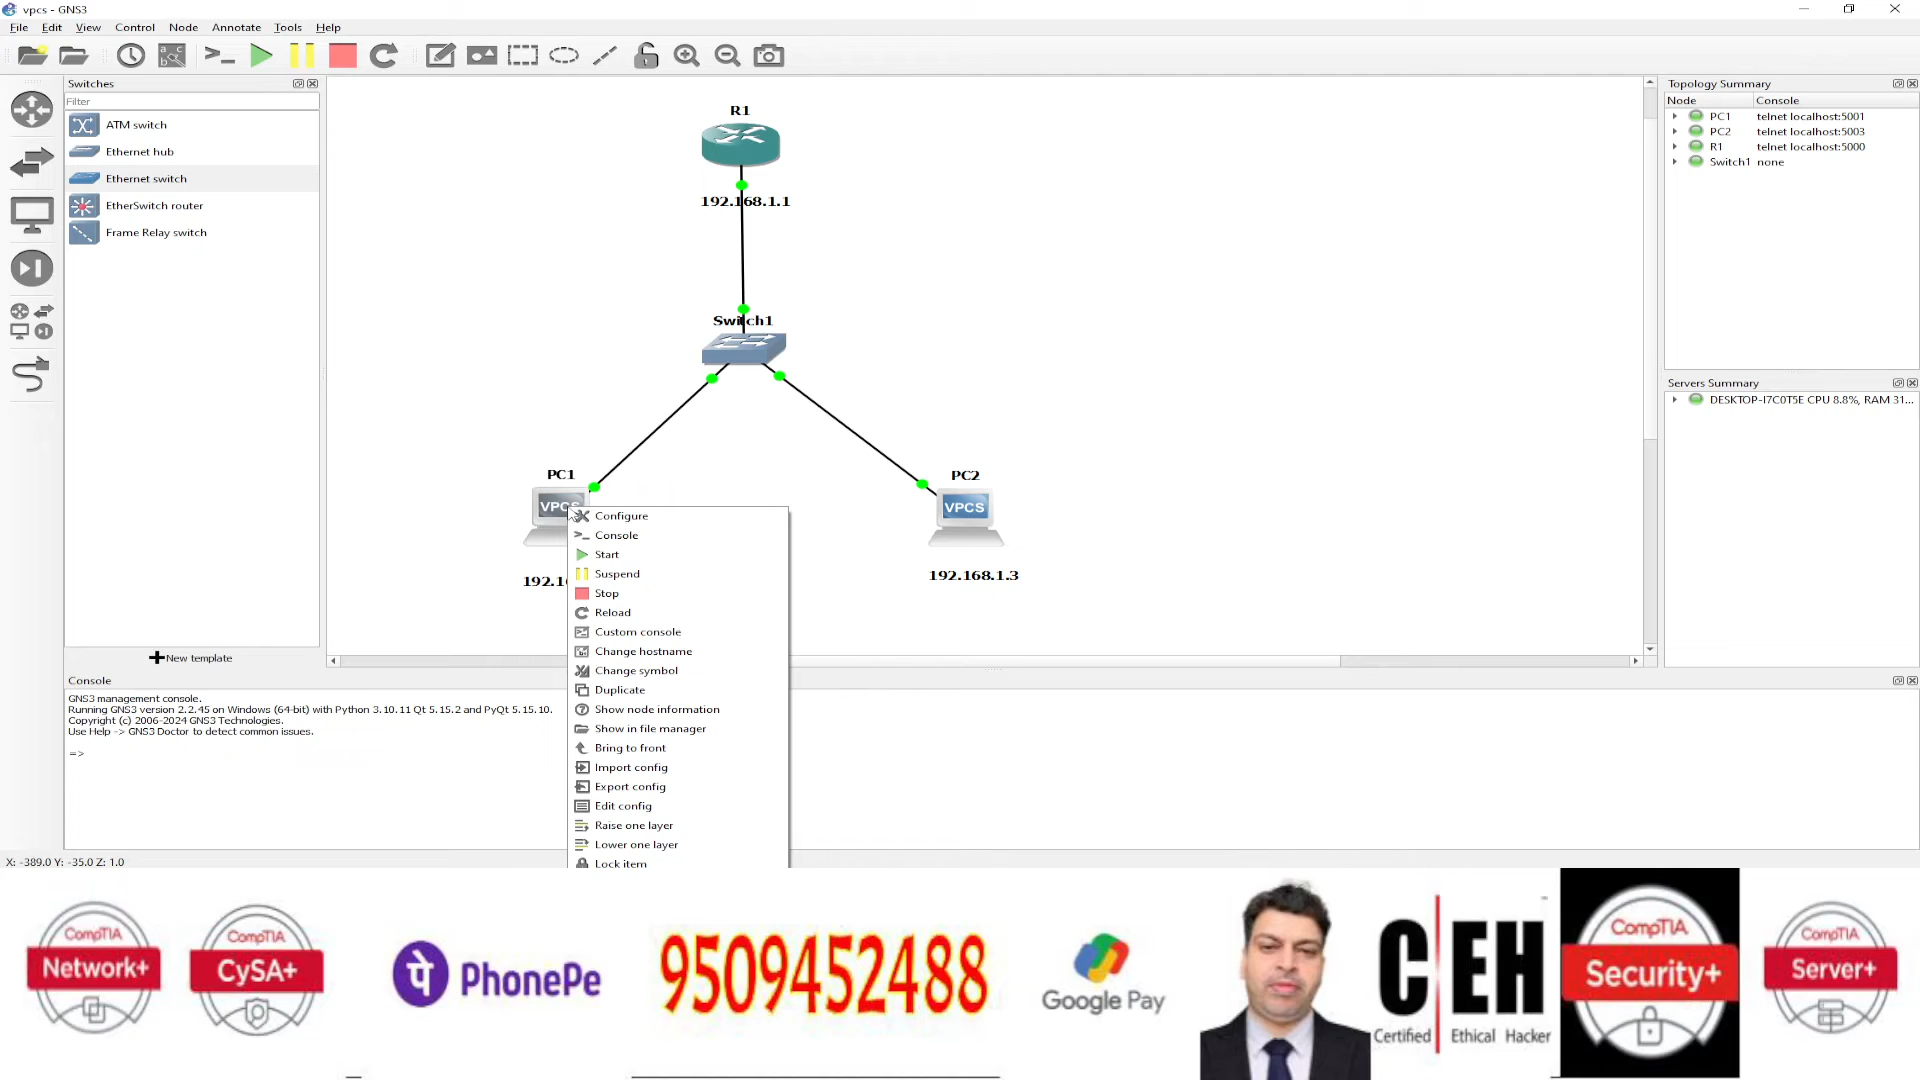 vpcs - GNS3
File Edit View Control Node Annotate Tools Help
Switches
Filter
ATM switch
Ethernet hub
Ethernet switch
EtherSwitch router
Frame Relay switch
New template
R1
192.168.1.1
Switch1
PC1
VPCS
192.1
PC2
VPCS
192.168.1.3
Configure
Console
Start
Suspend
Stop
Reload
Custom console
Change hostname
Change symbol
Duplicate
Show node information
Show in file manager
Bring to front
Import config
Export config
Edit config
Raise one layer
Lower one layer
Lock item
Topology Summary
Node Console
PC1 telnet localhost:5001
PC2 telnet localhost:5003
R1 telnet localhost:5000
Switch1 none
Servers Summary
DESKTOP-I7C0T5E CPU 8.8%, RAM 31...
Console
GNS3 management console.
Running GNS3 version 2.2.45 on Windows (64-bit) with Python 3.10.11 Qt 5.15.2 and PyQt 5.15.10.
Copyright (c) 2006-2024 GNS3 Technologies.
Use Help -> GNS3 Doctor to detect common issues.
=>
X: -389.0 Y: -35.0 Z: 1.0
CompTIA
Network+
CompTIA
CySA+
पे PhonePe
9509452488
Google Pay
C|EH
Certified Ethical Hacker
CompTIA
Security+
CompTIA
Server+